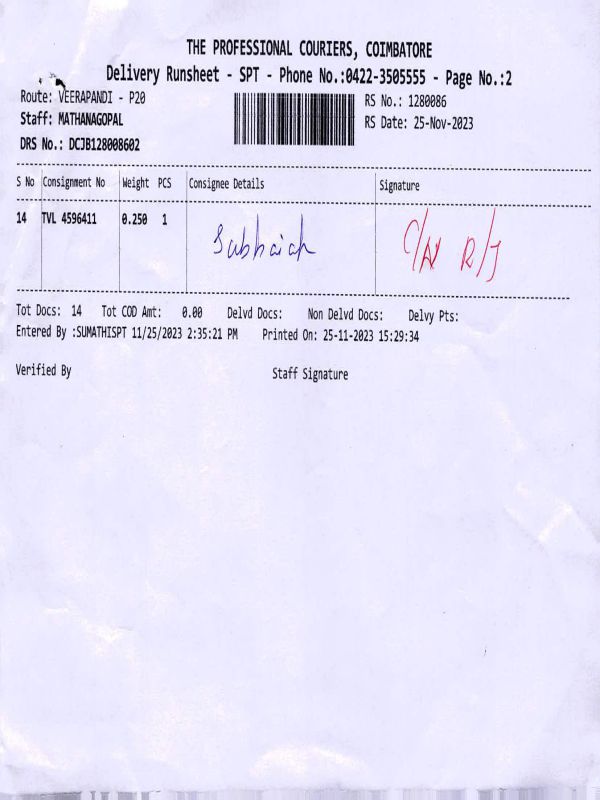 THE PROFESSIONAL COURIERS, COIMBATORE
Delivery Runsheet - SPT - Phone No.:0422-3505555 - Page No.:2
Route: VEERAPANDI - P20 RS No.: 1280086
Staff: MATHANAGOPAL RS Date: 25-Nov-2023
DRS No.: DCJB128008602
S No Consignment No Weight PCS Consignee Details Signature
14 TVL 4596411 0.250 1 Subhaiah
Tot Docs: 14 Tot COD Amt: 0.00 Delvd Docs: Non Delvd Docs: Delvy Pts:
Entered By :SUMATHISPT 11/25/2023 2:35:21 PM Printed On: 25-11-2023 15:29:34
Verified By Staff Signature